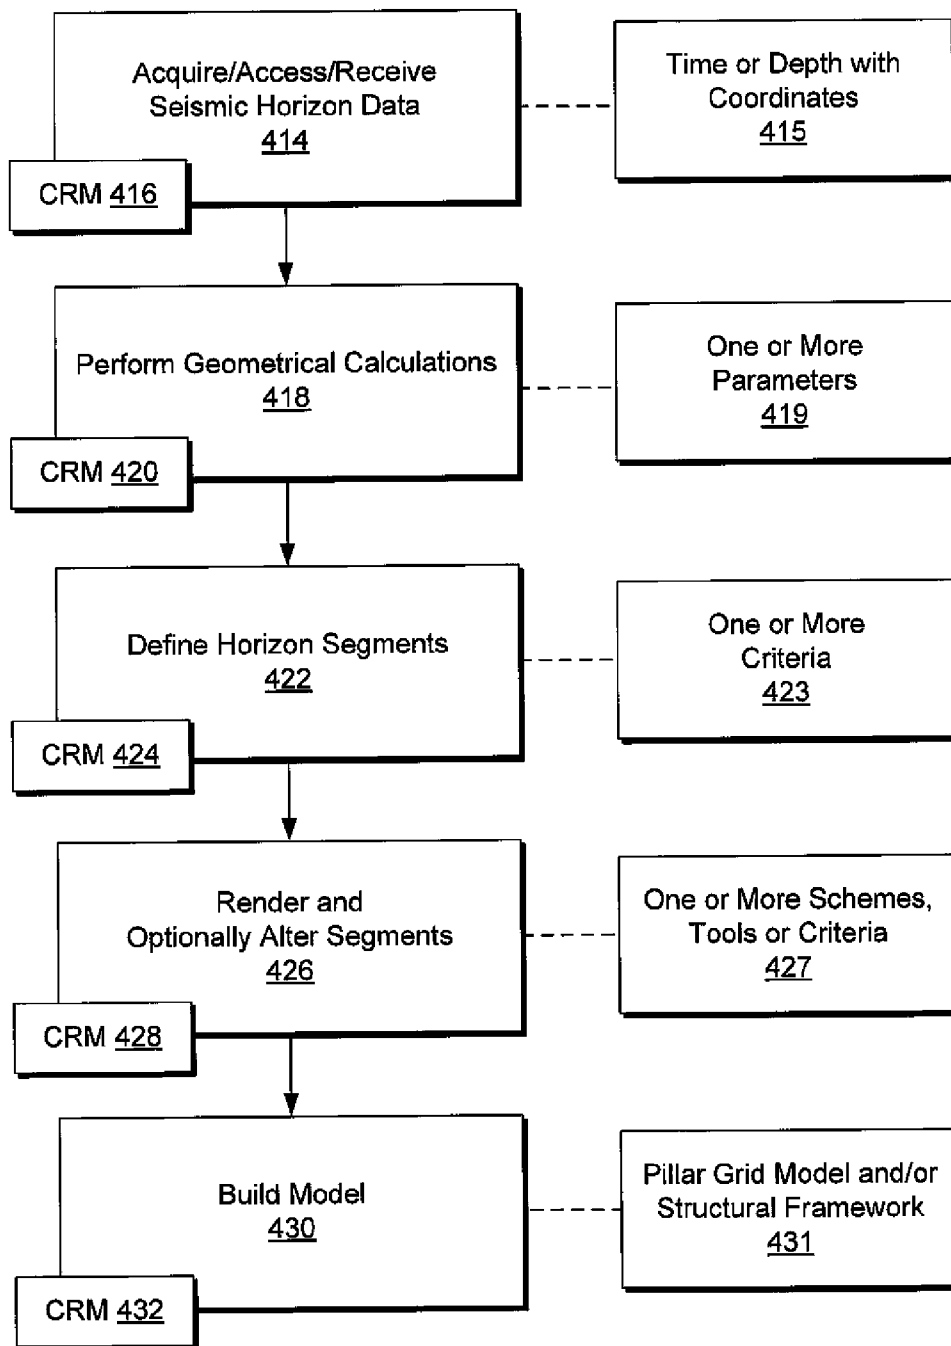 Acquire/Access/Receive
Seismic Horizon Data
414
Time or Depth with
Coordinates
415
CRM 416
Perform Geometrical Calculations
418
One or More
Parameters
419
CRM 420
Define Horizon Segments
422
One or More
Criteria
423
CRM 424
Render and
Optionally Alter Segments
426
One or More Schemes,
Tools or Criteria
427
CRM 428
Build Model
430
Pillar Grid Model and/or
Structural Framework
431
CRM 432